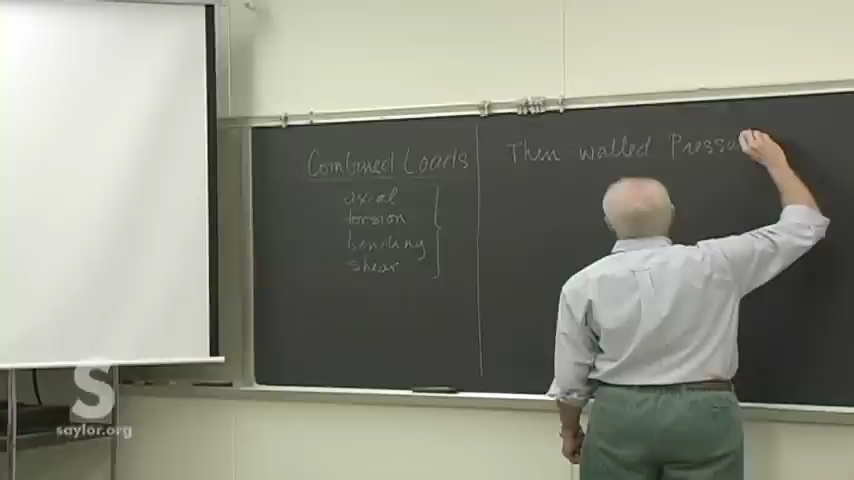 Combined Loads
axial
torsion
bending
shear
Thin walled Pressu
S
saylor.org